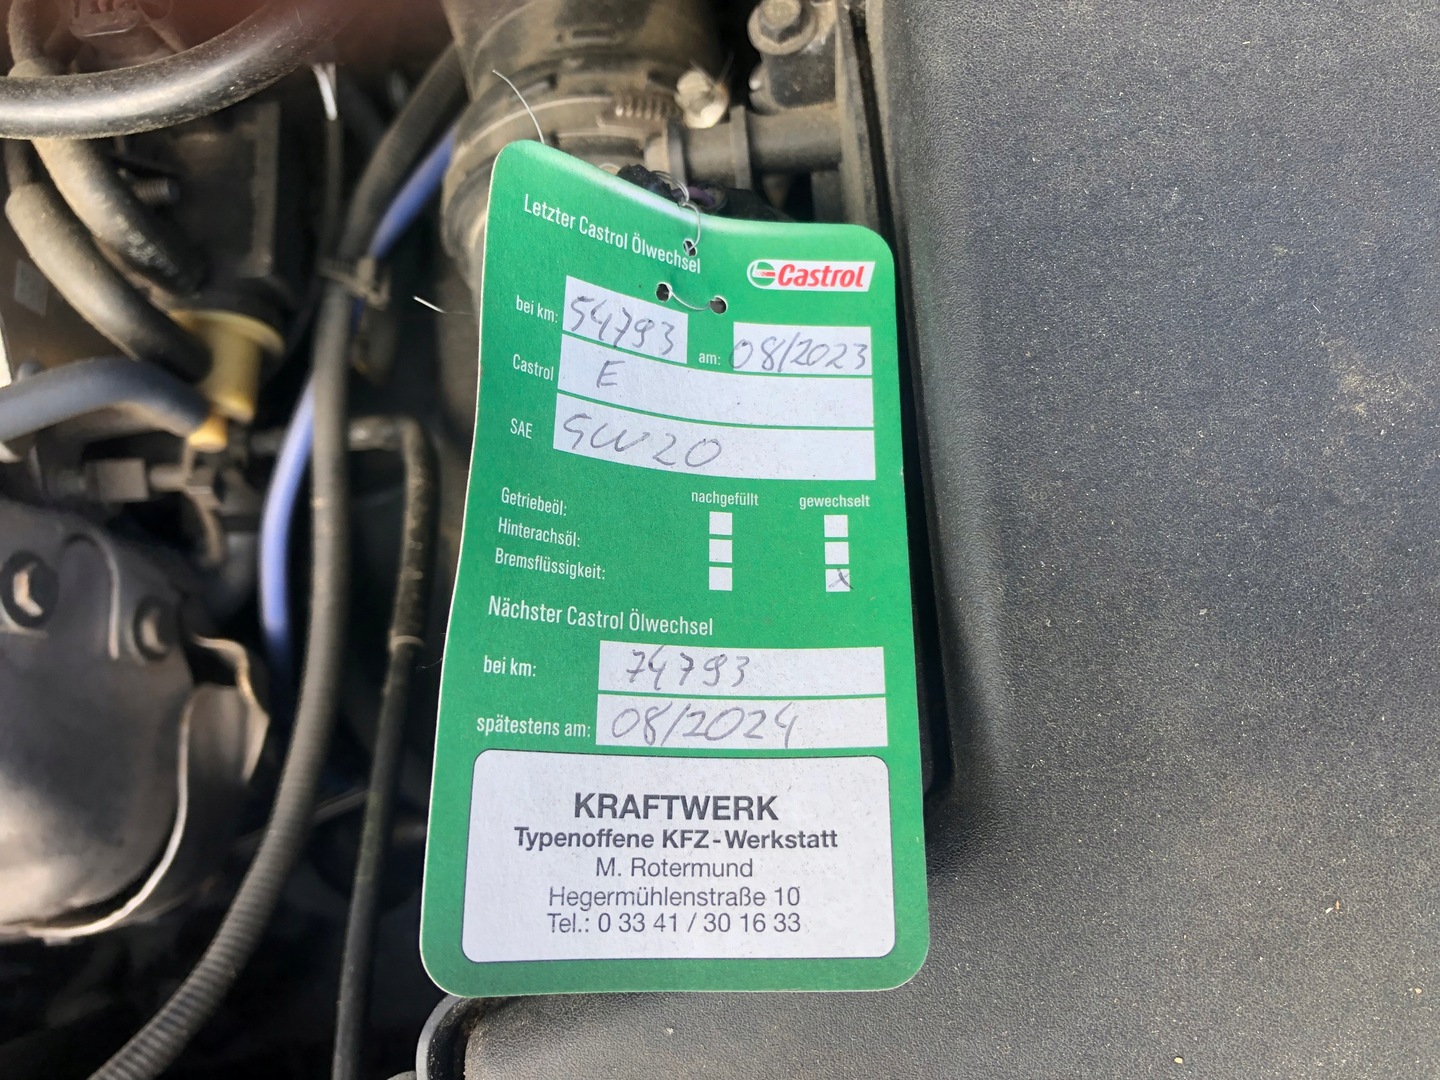 Letzter Castrol Ölwechsel
Castrol
bei km: 54793 am: 08/2023
Castrol E
SAE 5W20
nachgefüllt gewechselt
Getriebeöl:
Hinterachsöl:
Bremsflüssigkeit: x
Nächster Castrol Ölwechsel
bei km: 74793
spätestens am: 08/2024
KRAFTWERK
Typenoffene KFZ-Werkstatt
M. Rotermund
Hegermühlenstraße 10
Tel.: 0 33 41 / 30 16 33